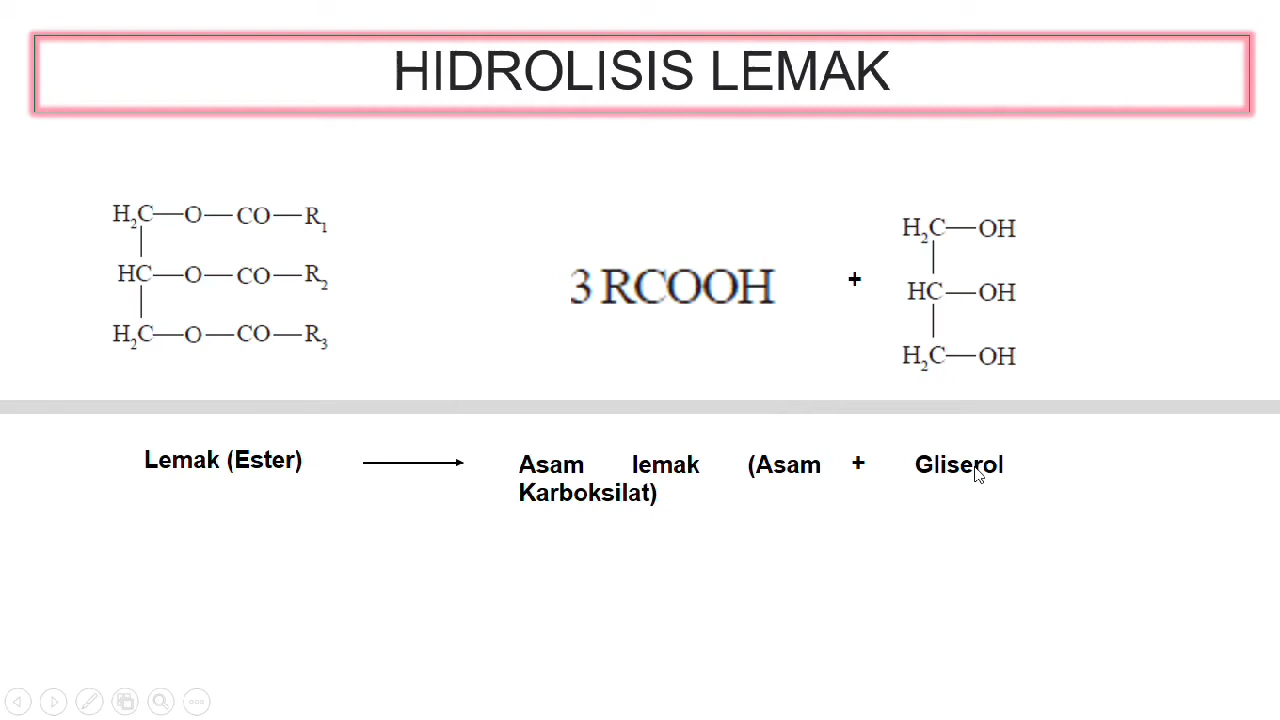 HIDROLISIS LEMAK
H₂C—O—CO—R₁
HC—O—CO—R₂
H₂C—O—CO—R₃
3 RCOOH
+
H₂C—OH
HC—OH
H₂C—OH
Lemak (Ester)
Asam lemak (Asam
Karboksilat)
+
Gliserol